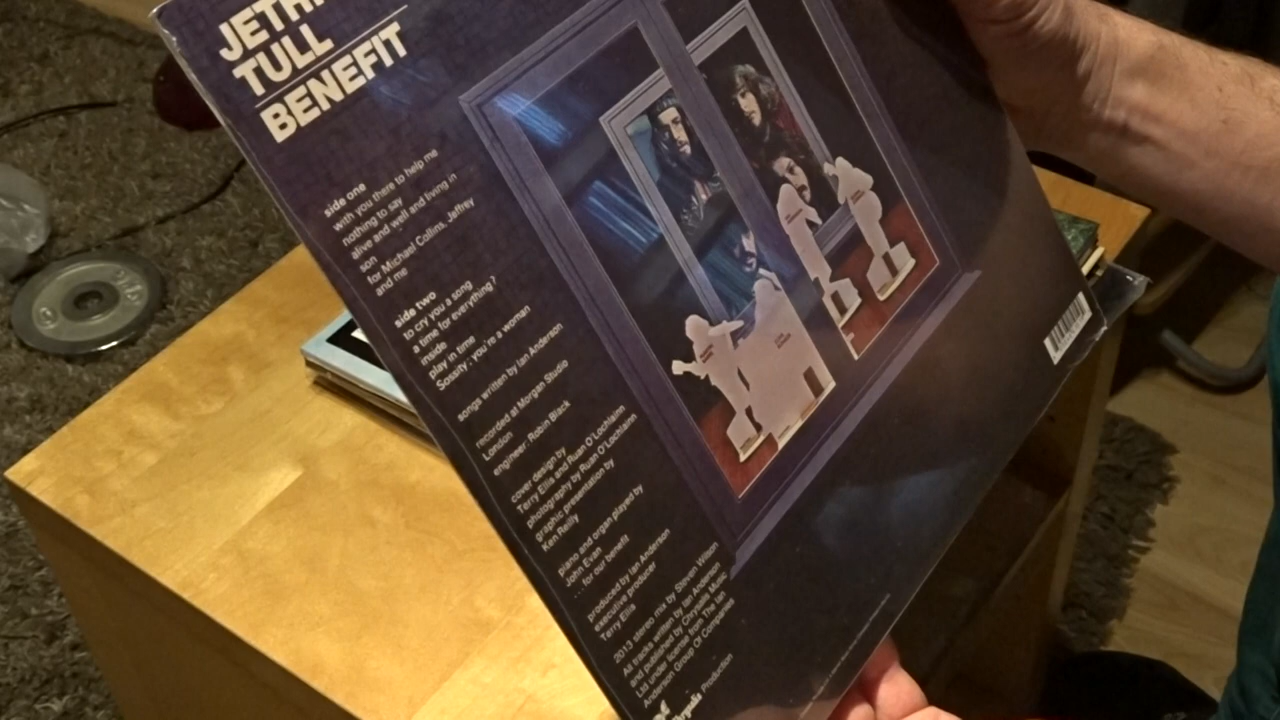 JETH
TULL
BENEFIT
side one
with you there to help me
nothing to say
alive and well and living in
son
for Michael Collins, Jeffrey
and me
side two
to cry you a song
a time for everything?
inside
play in time
Sossity : you're a woman
songs written by Ian Anderson
recorded at Morgan Studio
London
engineer: Robin Black
cover design by
Terry Ellis and Ruan O'Lochlainn
photography by Ruan O'Lochlainn
graphic presentation by
Ken Reilly
piano and organ played by
John Evan
. . . . for our benefit
produced by Ian Anderson
executive producer
Terry Ellis
2013 stereo mix by Steven Wilson
All tracks written by Ian Anderson
and published by Chrysalis Music
Ltd under license from The Ian
Anderson Group Of Companies
Chrysalis Production